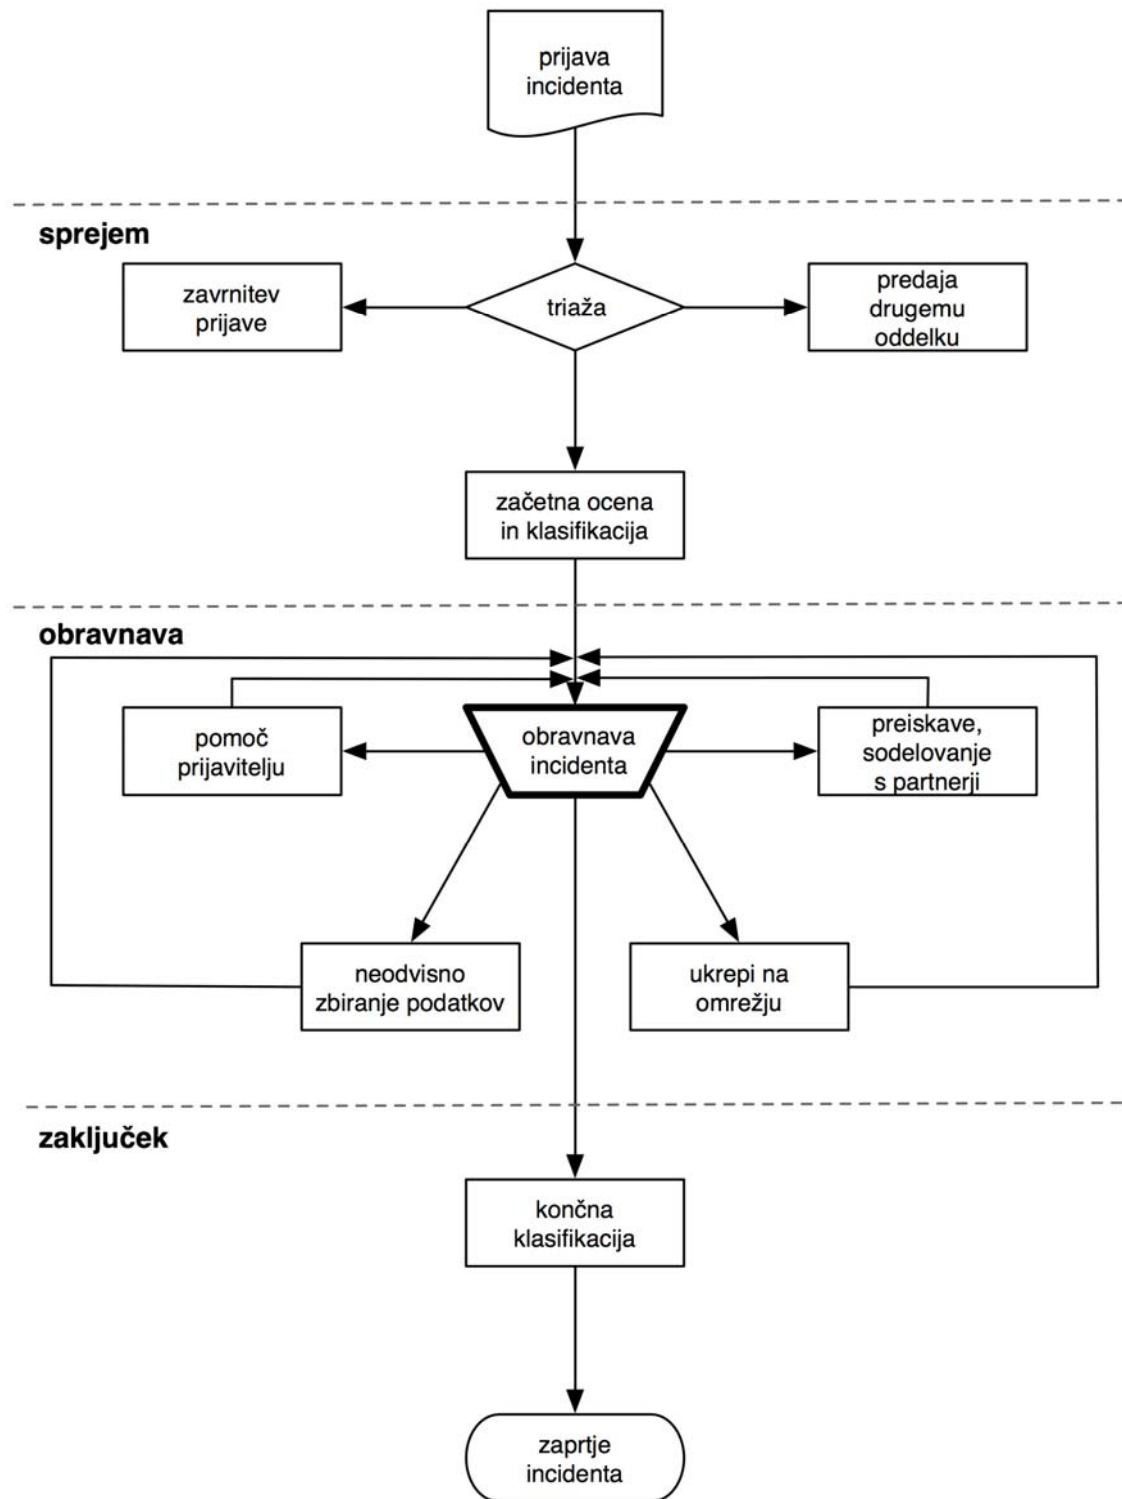 prijava
incidenta
sprejem
zavrnitev
prijave
triaža
predaja
drugemu
oddelku
začetna ocena
in klasifikacija
obravnava
pomoč
prijavitelju
obravnava
incidenta
preiskave,
sodelovanje
s partnerji
neodvisno
zbiranje podatkov
ukrepi na
omrežju
zaključek
končna
klasifikacija
zaprtje
incidenta